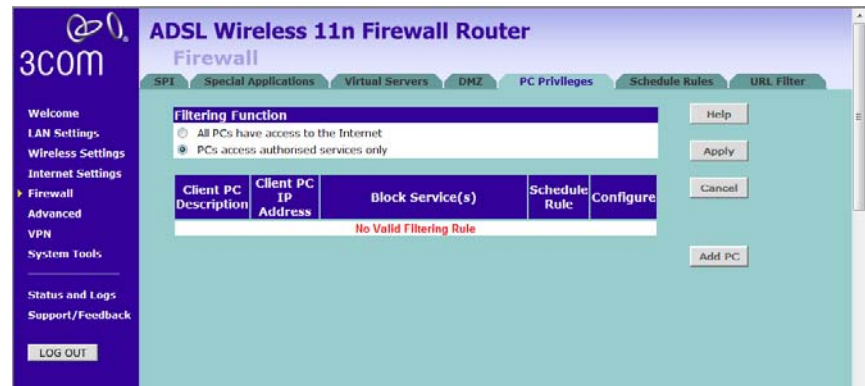 3COM
ADSL Wireless 11n Firewall Router
Firewall
SPI Special Applications Virtual Servers DMZ PC Privileges Schedule Rules URL Filter
Welcome
LAN Settings
Wireless Settings
Internet Settings
Firewall
Advanced
VPN
System Tools
Status and Logs
Support/Feedback
LOG OUT
Filtering Function
All PCs have access to the Internet
PCs access authorised services only
Client PC Description Client PC IP Address Block Service(s) Schedule Rule Configure
No Valid Filtering Rule
Help
Apply
Cancel
Add PC